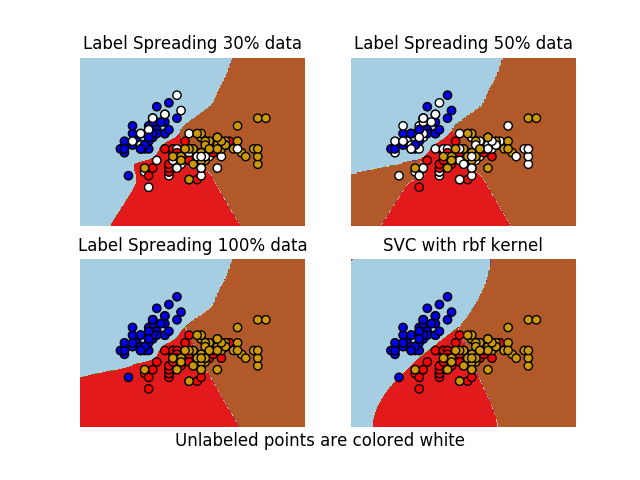 Label Spreading 30% data
Label Spreading 50% data
Label Spreading 100% data
SVC with rbf kernel
Unlabeled points are colored white